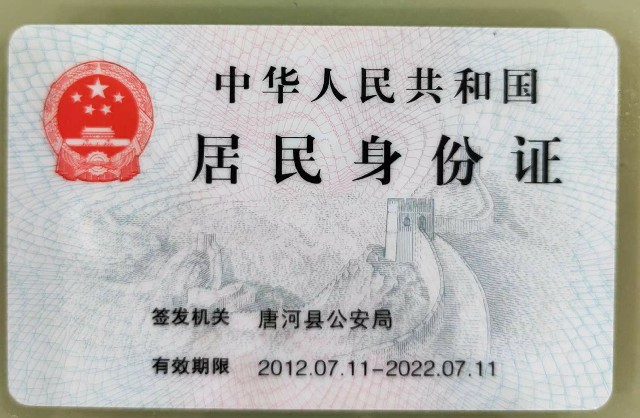 中华人民共和国
居民身份证
签发机关 唐河县公安局
有效期限 2012.07.11-2022.07.11